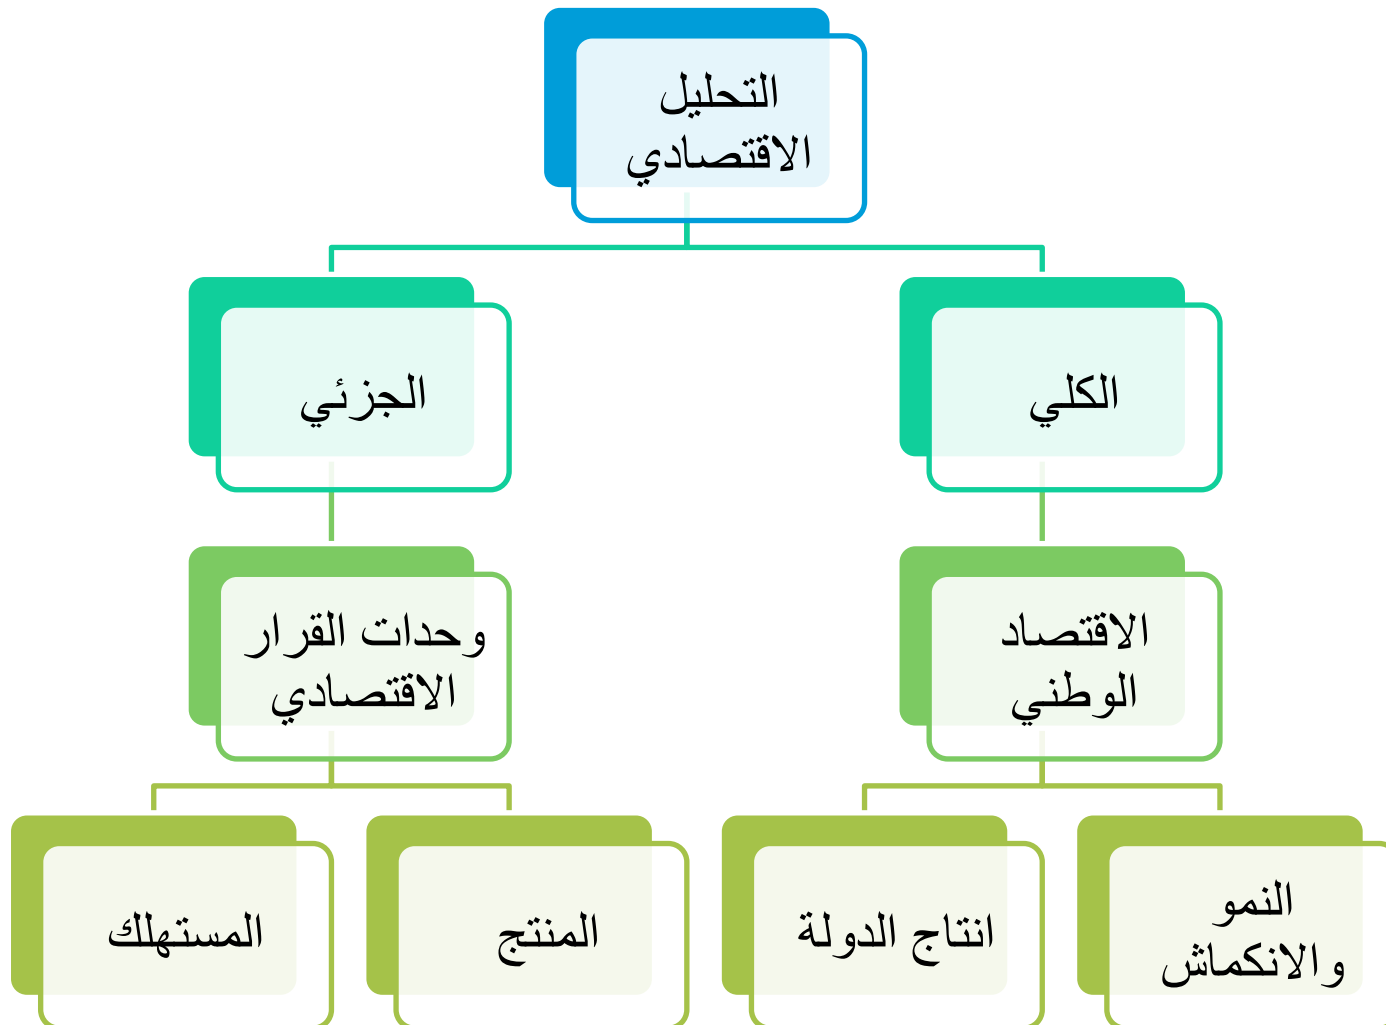 التحليل
الاقتصادي
الكلي
الجزئي
الاقتصاد
الوطني
وحدات القرار
الاقتصادي
النمو
والانكماش
انتاج الدولة
المنتج
المستهلك